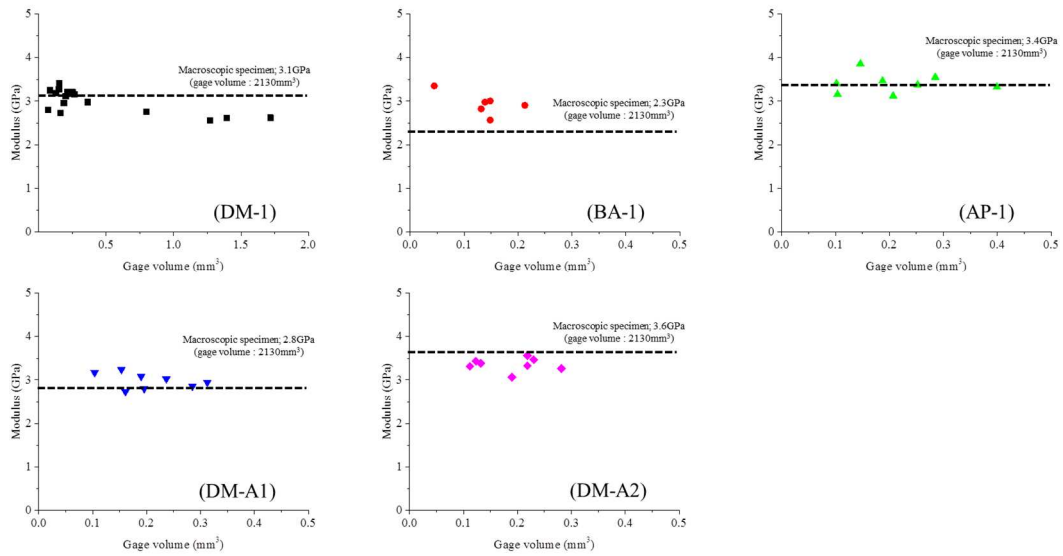 5
4
3
2
1
0
Modulus (GPa)
Macroscopic specimen; 3.1GPa
(gage volume : 2130mm³)
(DM-1)
0.5 1.0 1.5 2.0
Gage volume (mm³)
5
4
3
2
1
0
Modulus (GPa)
Macroscopic specimen; 2.3GPa
(gage volume : 2130mm³)
(BA-1)
0.0 0.1 0.2 0.3 0.4 0.5
Gage volume (mm³)
5
4
3
2
1
0
Modulus (GPa)
Macroscopic specimen; 3.4GPa
(gage volume : 2130mm³)
(AP-1)
0.0 0.1 0.2 0.3 0.4 0.5
Gage volume (mm³)
5
4
3
2
1
0
Modulus (GPa)
Macroscopic specimen; 2.8GPa
(gage volume : 2130mm³)
(DM-A1)
0.0 0.1 0.2 0.3 0.4 0.5
Gage volume (mm³)
5
4
3
2
1
0
Modulus (GPa)
Macroscopic specimen; 3.6GPa
(gage volume : 2130mm³)
(DM-A2)
0.0 0.1 0.2 0.3 0.4 0.5
Gage volume (mm³)